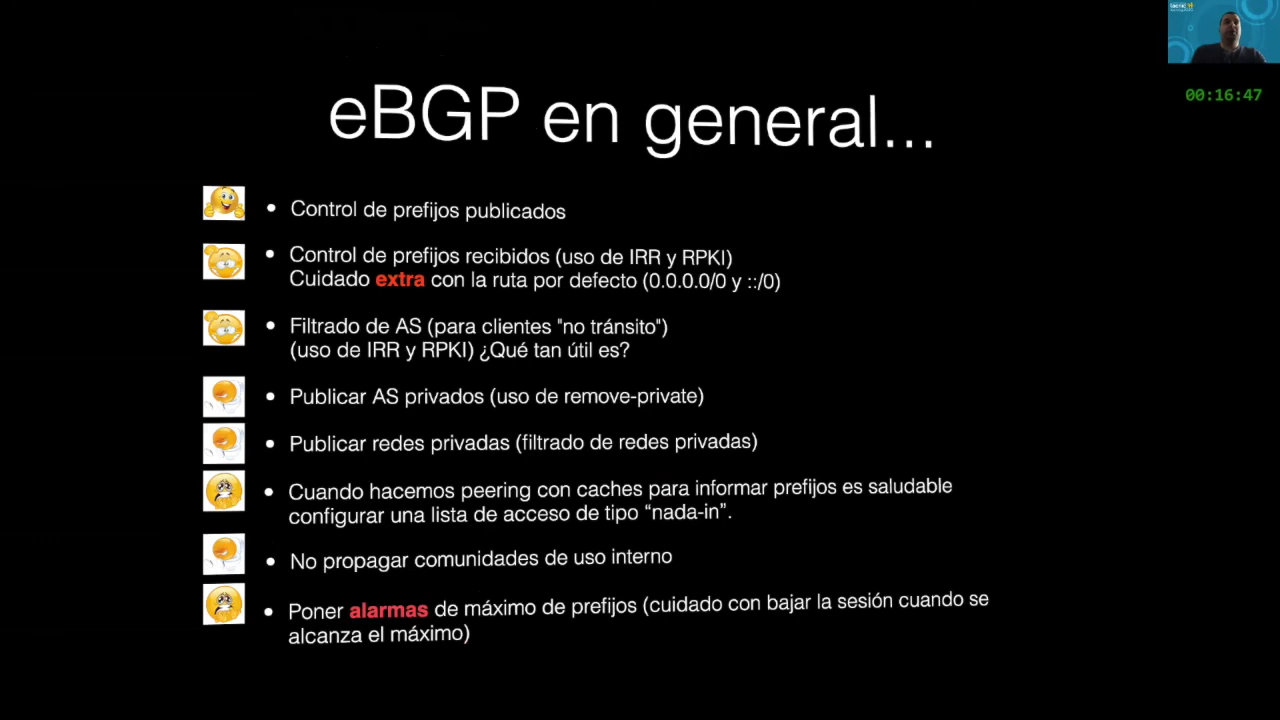 eBGP en general...
00:16:47
• Control de prefijos publicados
• Control de prefijos recibidos (uso de IRR y RPKI)
Cuidado extra con la ruta por defecto (0.0.0.0/0 y ::/0)
• Filtrado de AS (para clientes "no tránsito")
(uso de IRR y RPKI) ¿Qué tan útil es?
• Publicar AS privados (uso de remove-private)
• Publicar redes privadas (filtrado de redes privadas)
• Cuando hacemos peering con caches para informar prefijos es saludable
configurar una lista de acceso de tipo “nada-in”.
• No propagar comunidades de uso interno
• Poner alarmas de máximo de prefijos (cuidado con bajar la sesión cuando se
alcanza el máximo)